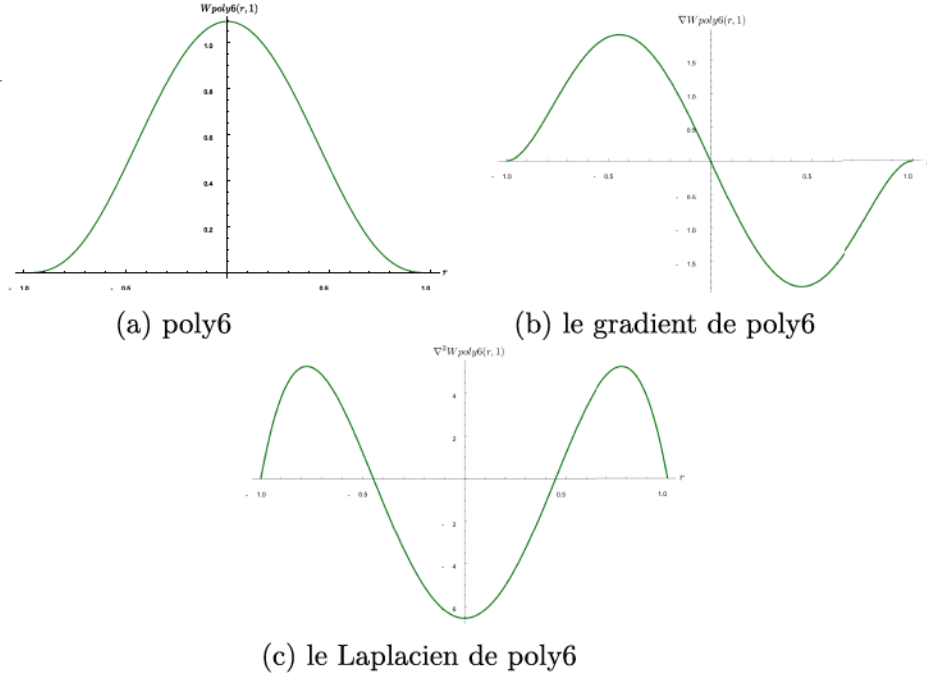 Wpoly6(r, 1)
1.0
0.8
0.6
0.4
0.2
- 1.0 - 0.5 0.5 1.0 r
(a) poly6
∇Wpoly6(r, 1)
1.5
1.0
0.5
- 1.0 - 0.5 0.5 1.0
- 0.5
- 1.0
- 1.5
(b) le gradient de poly6
∇²Wpoly6(r, 1)
4
2
- 1.0 - 0.5 0.5 1.0 r
- 2
- 4
- 6
(c) le Laplacien de poly6